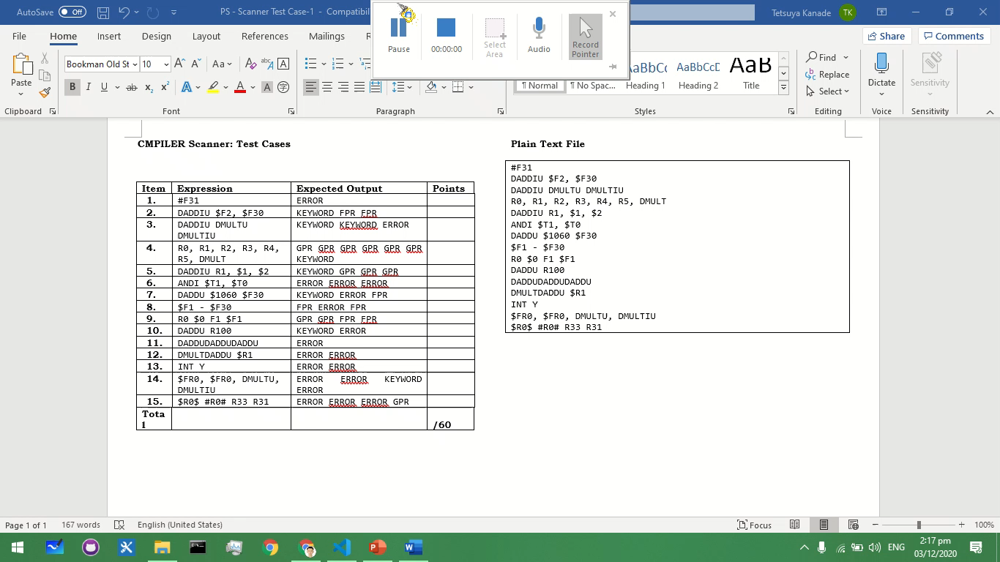 AutoSave Off PS - Scanner Test Case-1 - Compatibil Tetsuya Kanade TK
File Home Insert Design Layout References Mailings Share Comments
Pause 00:00:00 Select Area Audio Record Pointer
Paste Bookman Old St 10 Aa Find Replace Select Dictate Sensitivity
AaBbCc AaBbCcD AaB
¶ Normal ¶ No Spac... Heading 1 Heading 2 Title
Clipboard Font Paragraph Styles Editing Voice Sensitivity
CMPILER Scanner: Test Cases
Item Expression Expected Output Points
1. #F31 ERROR
2. DADDIU $F2, $F30 KEYWORD FPR FPR
3. DADDIU DMULTU KEYWORD KEYWORD ERROR
DMULTIU
4. R0, R1, R2, R3, R4, GPR GPR GPR GPR GPR GPR
R5, DMULT KEYWORD
5. DADDIU R1, $1, $2 KEYWORD GPR GPR GPR
6. ANDI $T1, $T0 ERROR ERROR ERROR
7. DADDU $1060 $F30 KEYWORD ERROR FPR
8. $F1 - $F30 FPR ERROR FPR
9. R0 $0 F1 $F1 GPR GPR FPR FPR
10. DADDU R100 KEYWORD ERROR
11. DADDUDADDUDADDU ERROR
12. DMULTDADDU $R1 ERROR ERROR
13. INT Y ERROR ERROR
14. $FR0, $FR0, DMULTU, ERROR ERROR KEYWORD
DMULTIU ERROR
15. $R0$ #R0# R33 R31 ERROR ERROR ERROR GPR
Tota
l /60
Plain Text File
#F31
DADDIU $F2, $F30
DADDIU DMULTU DMULTIU
R0, R1, R2, R3, R4, R5, DMULT
DADDIU R1, $1, $2
ANDI $T1, $T0
DADDU $1060 $F30
$F1 - $F30
R0 $0 F1 $F1
DADDU R100
DADDUDADDUDADDU
DMULTDADDU $R1
INT Y
$FR0, $FR0, DMULTU, DMULTIU
$R0$ #R0# R33 R31
Page 1 of 1 167 words English (United States) Focus 100%
ENG 2:17 pm
03/12/2020